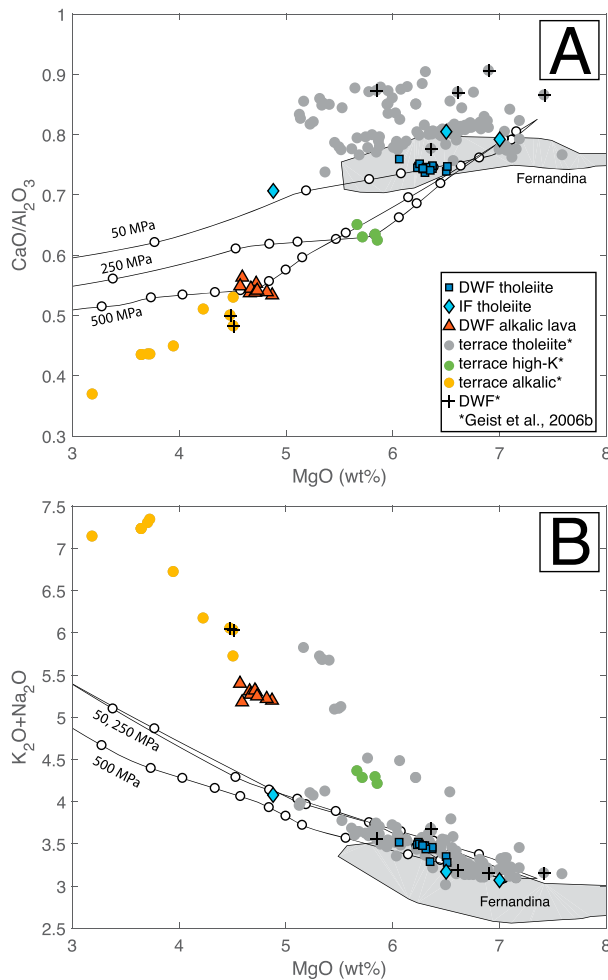 A
1
0.9
0.8
0.7
0.6
0.5
0.4
0.3
CaO/Al2O3
50 MPa
250 MPa
500 MPa
Fernandina
DWF tholeiite
IF tholeiite
DWF alkalic lava
terrace tholeiite*
terrace high-K*
terrace alkalic*
DWF*
*Geist et al., 2006b
3 4 5 6 7 8
MgO (wt%)
B
7.5
7
6.5
6
5.5
5
4.5
4
3.5
3
2.5
K2O+Na2O
50, 250 MPa
500 MPa
Fernandina
3 4 5 6 7 8
MgO (wt%)